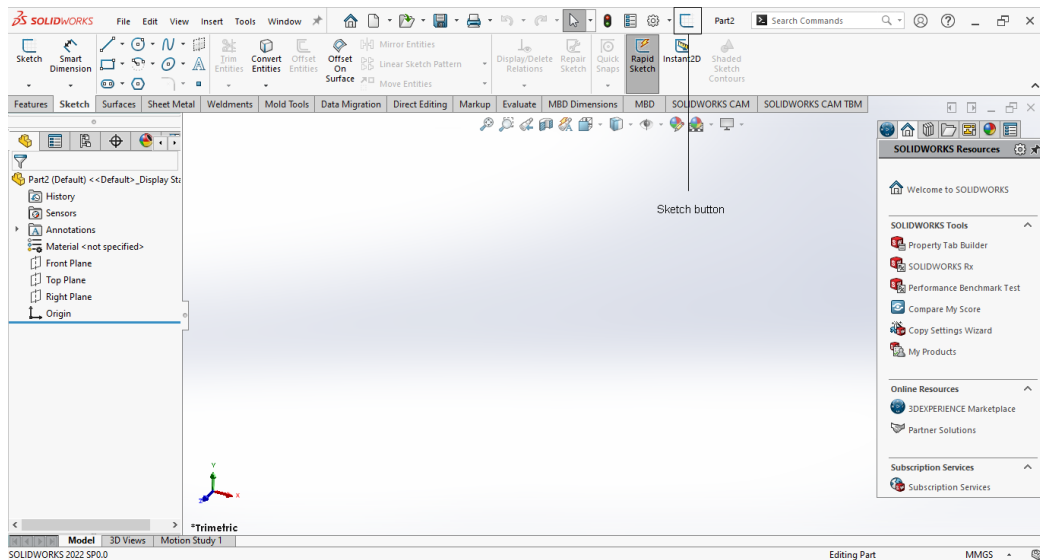 SOLIDWORKS File Edit View Insert Tools Window Part2 Search Commands
Sketch Smart Dimension Trim Entities Convert Entities Offset Entities Offset On Surface Mirror Entities Linear Sketch Pattern Move Entities Display/Delete Relations Repair Sketch Quick Snaps Rapid Sketch Instant2D Shaded Sketch Contours
Features Sketch Surfaces Sheet Metal Weldments Mold Tools Data Migration Direct Editing Markup Evaluate MBD Dimensions MBD SOLIDWORKS CAM SOLIDWORKS CAM TBM
Part2 (Default) <<Default>_Display Sta
History
Sensors
Annotations
Material <not specified>
Front Plane
Top Plane
Right Plane
Origin
Sketch button
SOLIDWORKS Resources
Welcome to SOLIDWORKS
SOLIDWORKS Tools
Property Tab Builder
SOLIDWORKS Rx
Performance Benchmark Test
Compare My Score
Copy Settings Wizard
My Products
Online Resources
3DEXPERIENCE Marketplace
Partner Solutions
Subscription Services
Subscription Services
Y
X
Z
*Trimetric
Model 3D Views Motion Study 1
SOLIDWORKS 2022 SP0.0 Editing Part MMGS